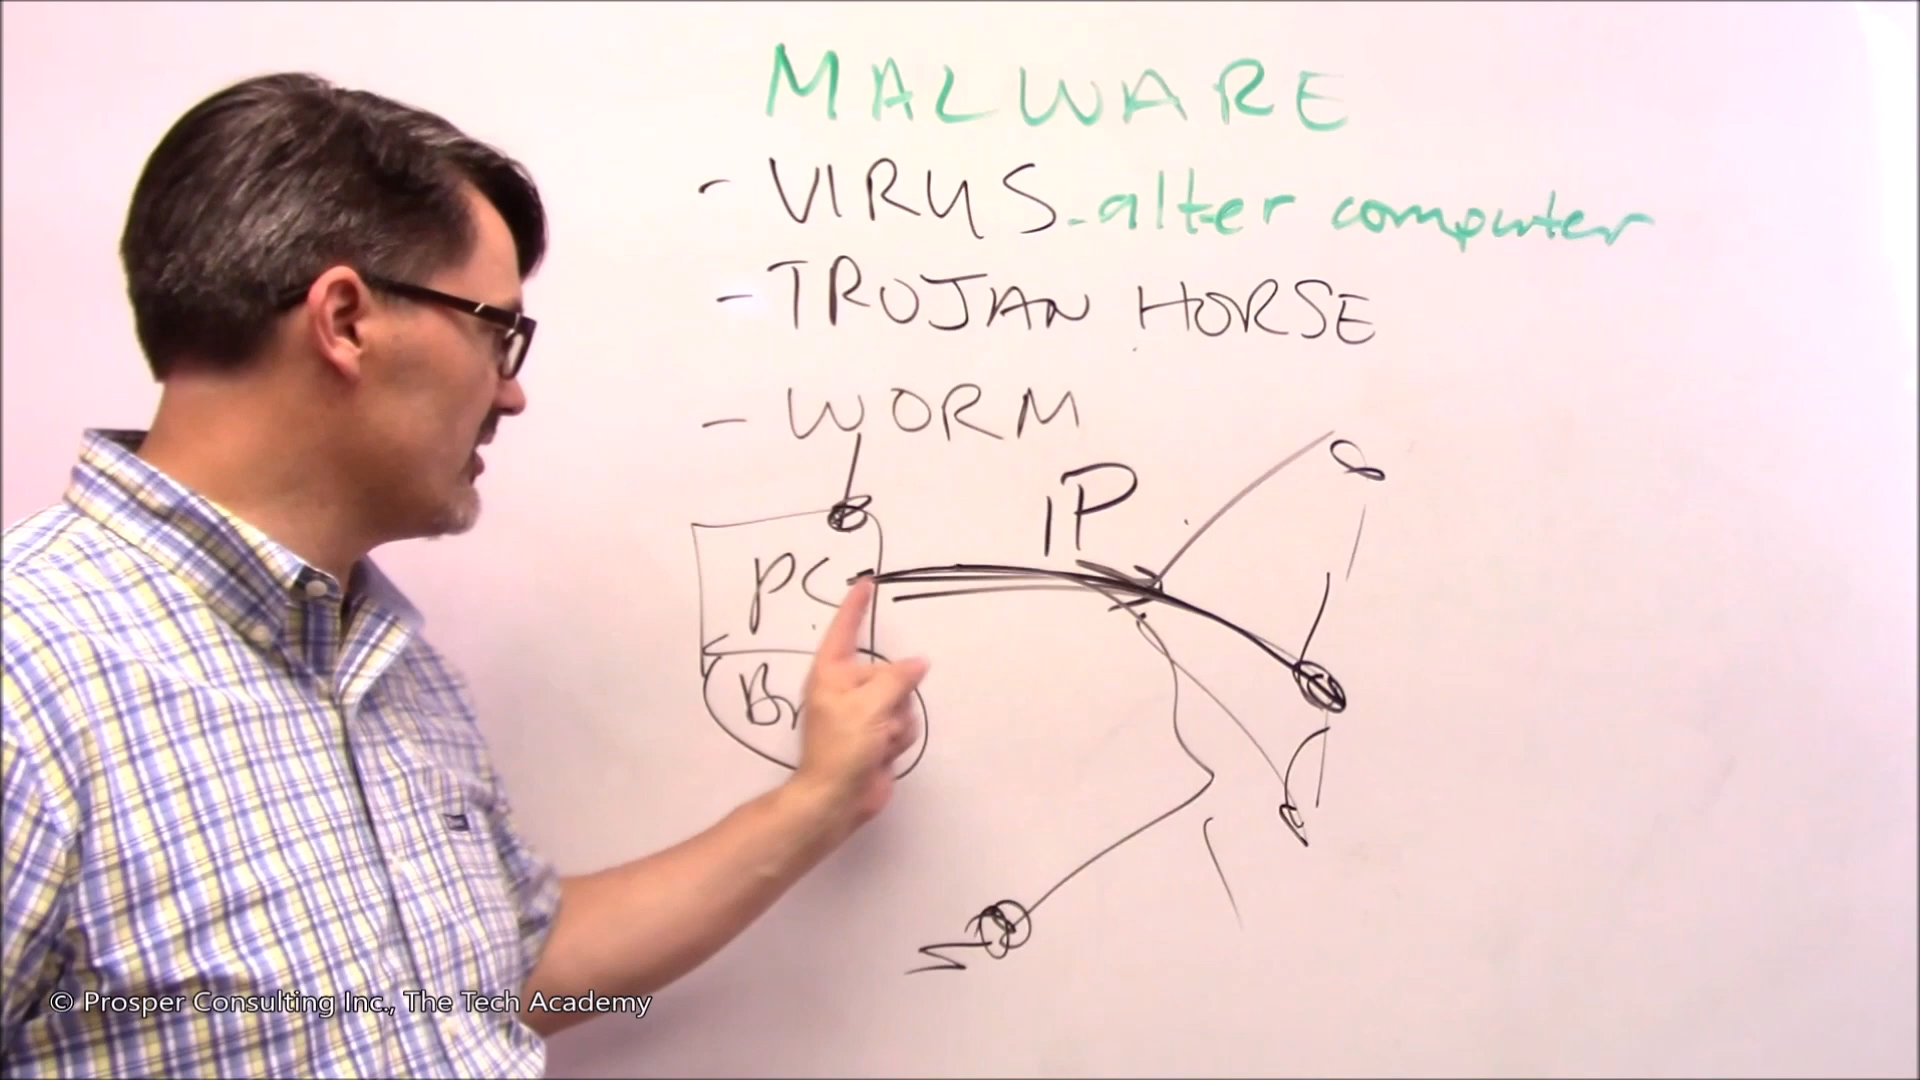 MALWARE
- VIRUS - alter computer
- TROJAN HORSE
- WORM
IP
PC
© Prosper Consulting Inc., The Tech Academy